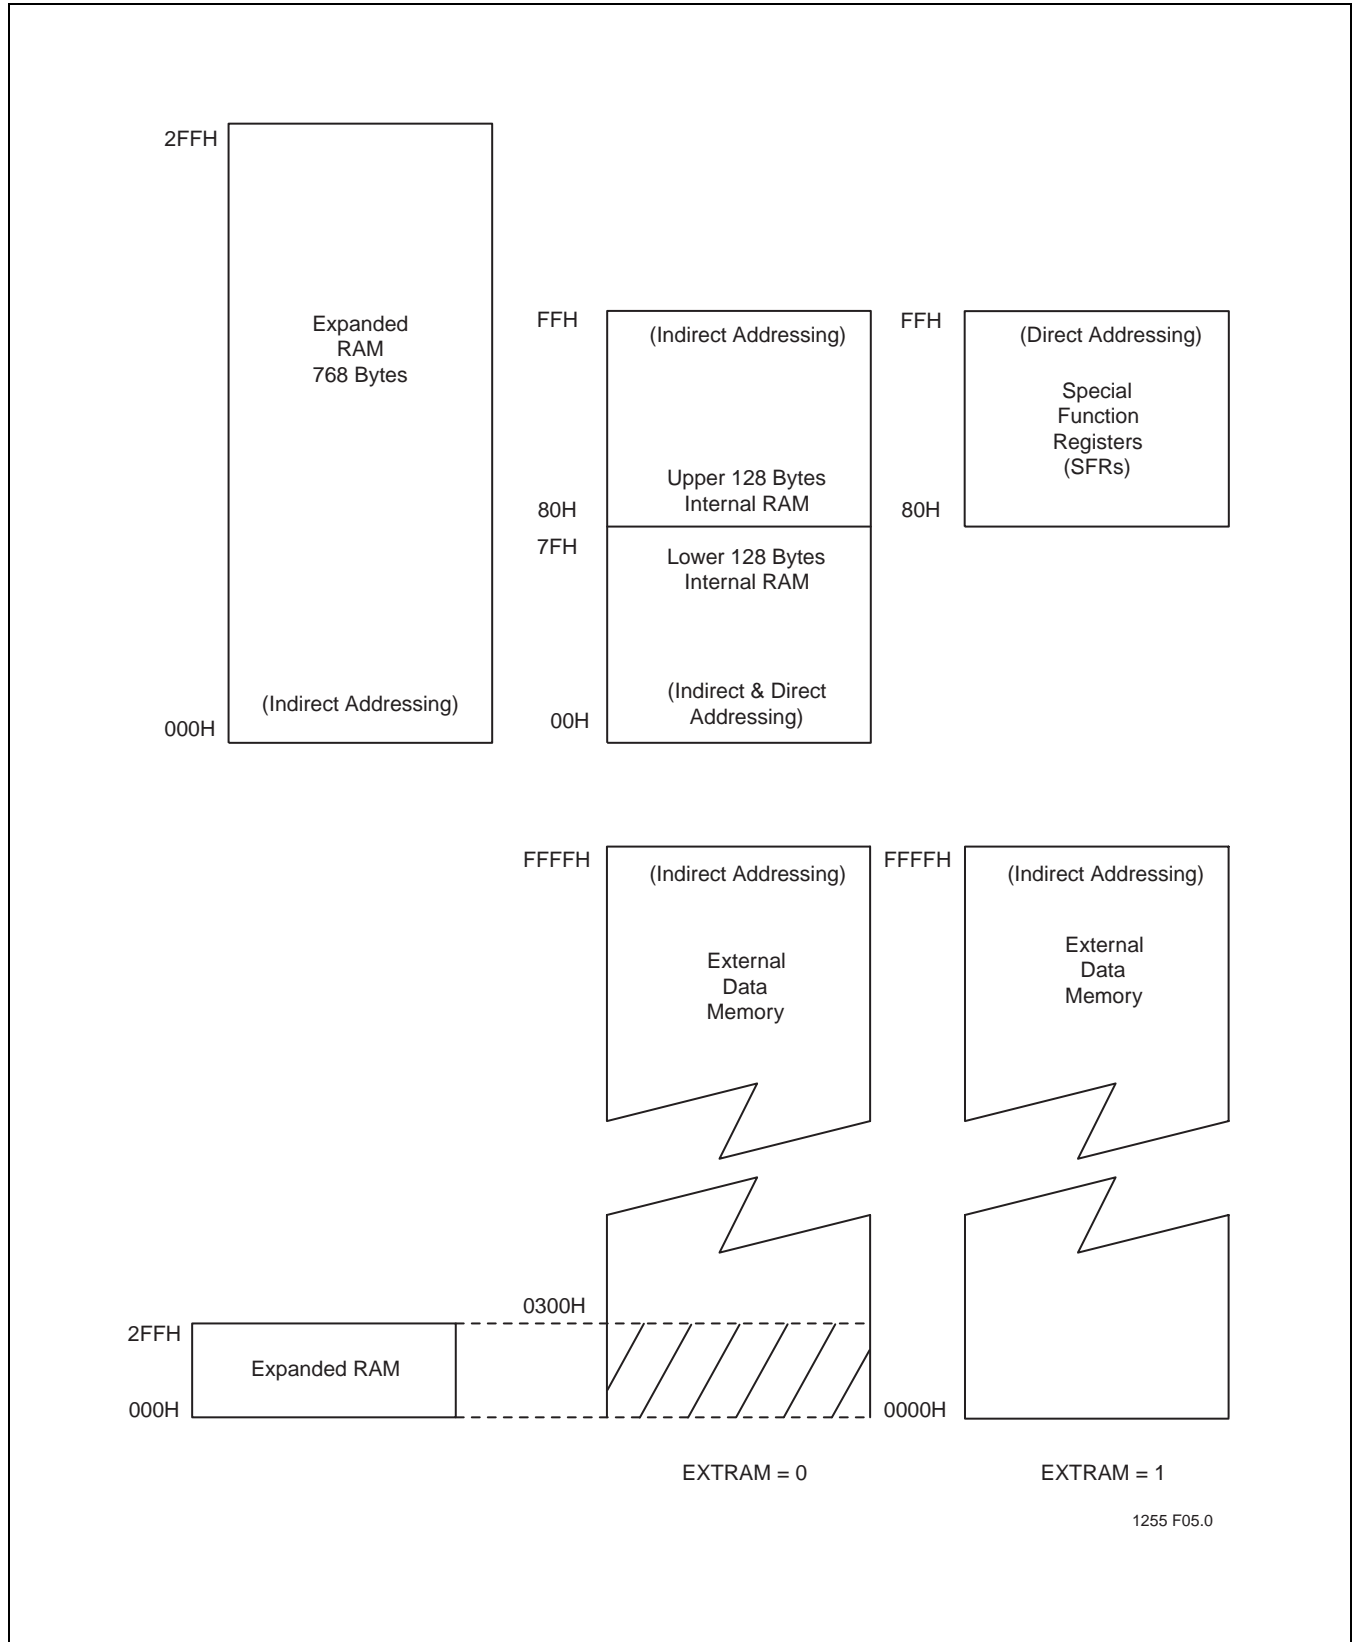 2FFH
Expanded
RAM
768 Bytes
(Indirect Addressing)
000H
FFH
(Indirect Addressing)
Upper 128 Bytes
Internal RAM
80H
7FH
Lower 128 Bytes
Internal RAM
(Indirect & Direct
Addressing)
00H
FFH
(Direct Addressing)
Special
Function
Registers
(SFRs)
80H
FFFFH
(Indirect Addressing)
External
Data
Memory
FFFFH
(Indirect Addressing)
External
Data
Memory
0300H
2FFH
Expanded RAM
000H
0000H
EXTRAM = 0
EXTRAM = 1
1255 F05.0